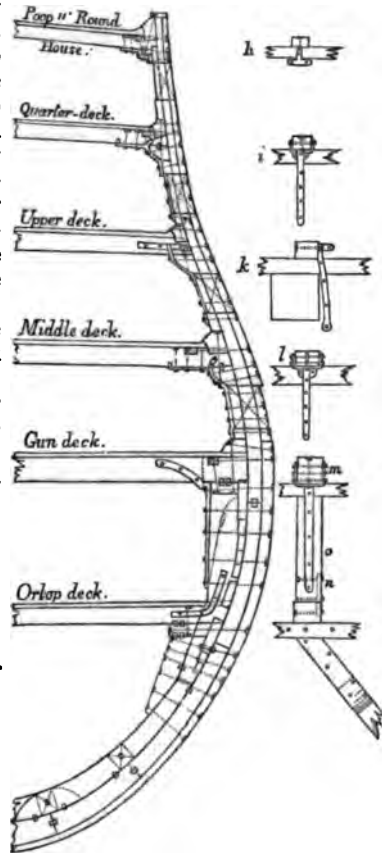 Poop "r Round
House.
Quarter-deck.
Upper deck.
Middle deck.
Gun deck.
Orlop deck.
h
i
k
l
m
o
n